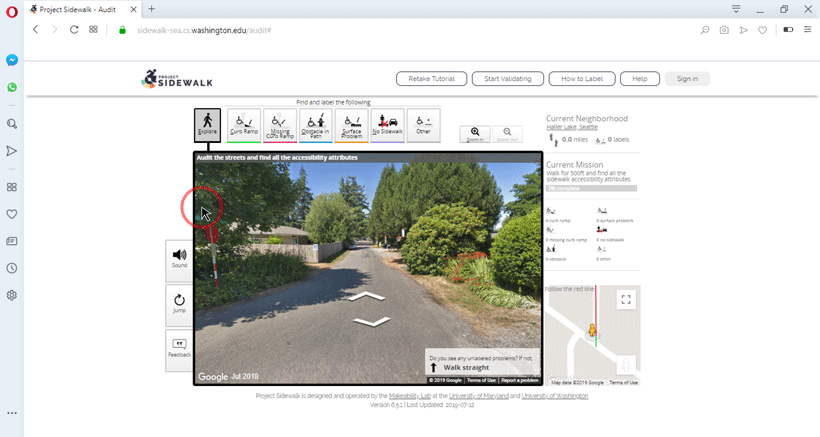 Project Sidewalk - Audit
sidewalk-sea.cs.washington.edu/audit#
PROJECT
SIDEWALK
Retake Tutorial
Start Validating
How to Label
Help
Sign in
Find and label the following
Explore
Curb Ramp
Missing
Curb Ramp
Obstacle in
Path
Surface
Problem
No Sidewalk
Other
Zoom In
Zoom Out
Current Neighborhood
Haller Lake, Seattle
0.0 miles
0 labels
Audit the streets and find all the accessibility attributes
Current Mission
Walk for 500ft and find all the
sidewalk accessibility attributes
0% complete
0 curb ramp
0 surface problem
0 missing curb ramp
0 no sidewalk
0 obstacle
0 other
Sound
Jump
Feedback
Follow the red line
Do you see any unlabeled problems? If not,
Walk straight
Google Jul 2018
© 2019 Google
Terms of Use
Report a problem
Map data ©2019 Google
Terms of Use
Project Sidewalk is designed and operated by the Makeability Lab at the University of Maryland and University of Washington
Version 6.5.1 | Last Updated: 2019-07-12